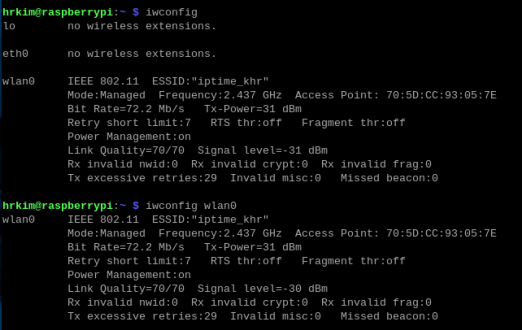 hrkim@raspberrypi:~ $ iwconfig
lo        no wireless extensions.
eth0      no wireless extensions.
wlan0     IEEE 802.11  ESSID:"iptime_khr"
          Mode:Managed  Frequency:2.437 GHz  Access Point: 70:5D:CC:93:05:7E
          Bit Rate=72.2 Mb/s   Tx-Power=31 dBm
          Retry short limit:7   RTS thr:off   Fragment thr:off
          Power Management:on
          Link Quality=70/70  Signal level=-31 dBm
          Rx invalid nwid:0  Rx invalid crypt:0  Rx invalid frag:0
          Tx excessive retries:29  Invalid misc:0   Missed beacon:0
hrkim@raspberrypi:~ $ iwconfig wlan0
wlan0     IEEE 802.11  ESSID:"iptime_khr"
          Mode:Managed  Frequency:2.437 GHz  Access Point: 70:5D:CC:93:05:7E
          Bit Rate=72.2 Mb/s   Tx-Power=31 dBm
          Retry short limit:7   RTS thr:off   Fragment thr:off
          Power Management:on
          Link Quality=70/70  Signal level=-30 dBm
          Rx invalid nwid:0  Rx invalid crypt:0  Rx invalid frag:0
          Tx excessive retries:29  Invalid misc:0   Missed beacon:0